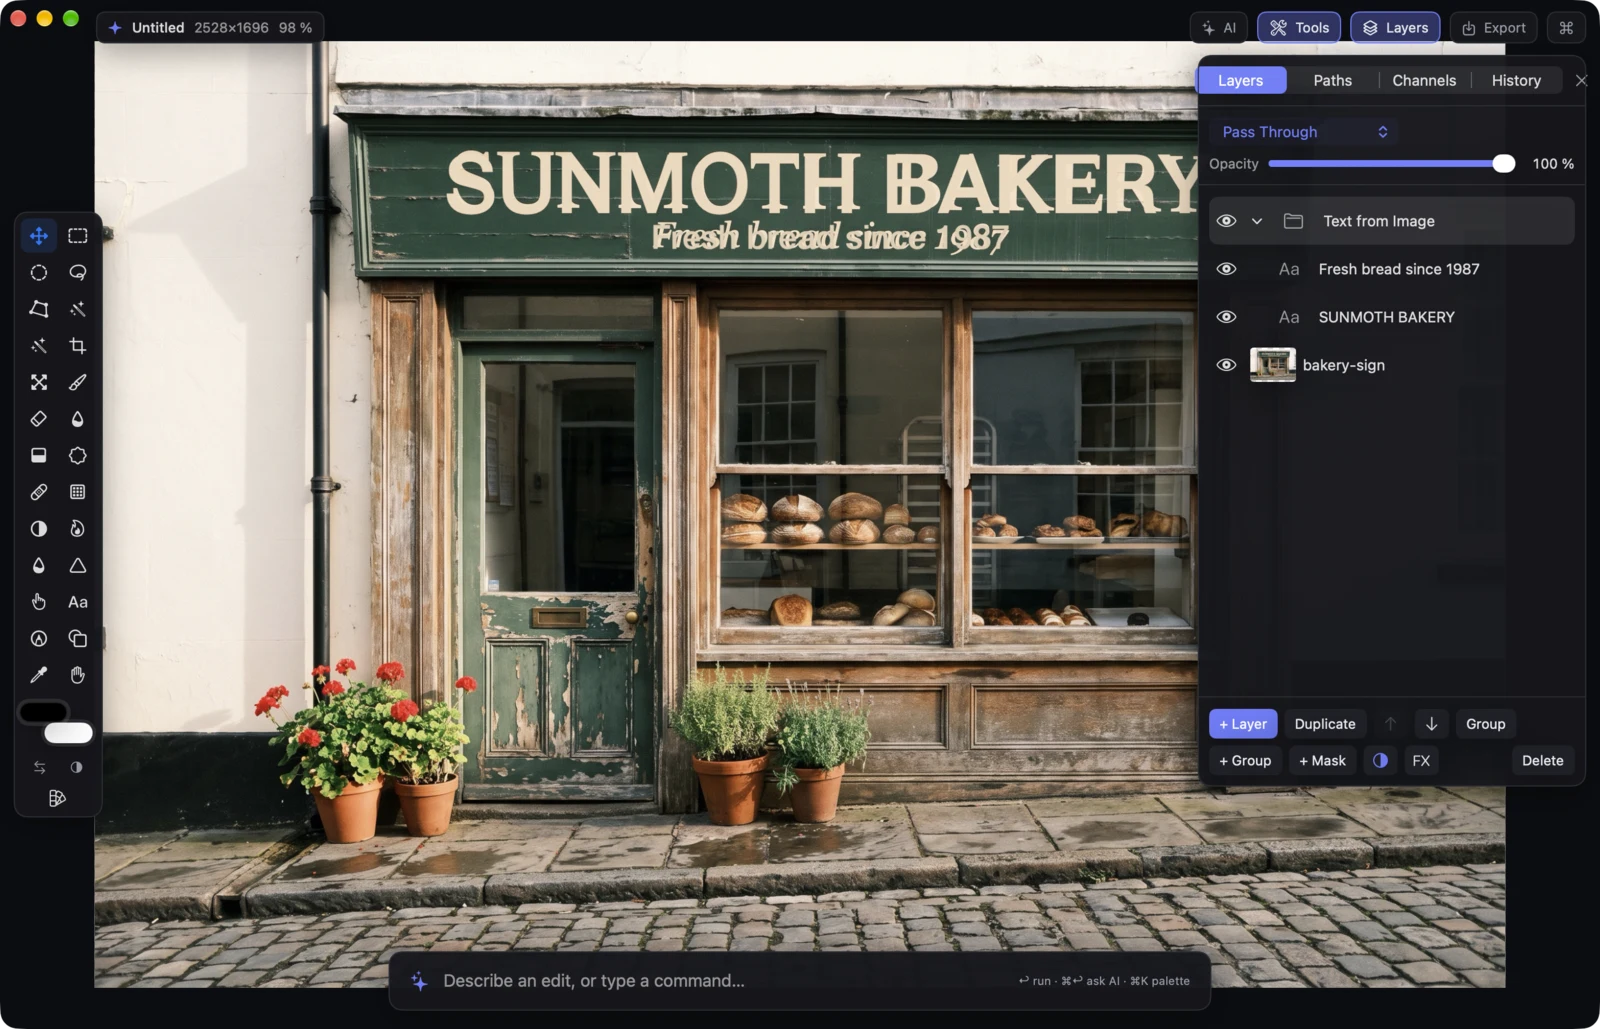 Untitled 2528×1696 98 %
AI Tools Layers Export ⌘
Layers Paths Channels History
Pass Through
Opacity 100 %
SUNMOTH BAKERY
Fresh bread since 1987
Text from Image
Aa Fresh bread since 1987
Aa SUNMOTH BAKERY
bakery-sign
Aa
+ Layer Duplicate ↑ ↓ Group
+ Group + Mask FX Delete
Describe an edit, or type a command... ↩ run · ⌘↩ ask AI · ⌘K palette